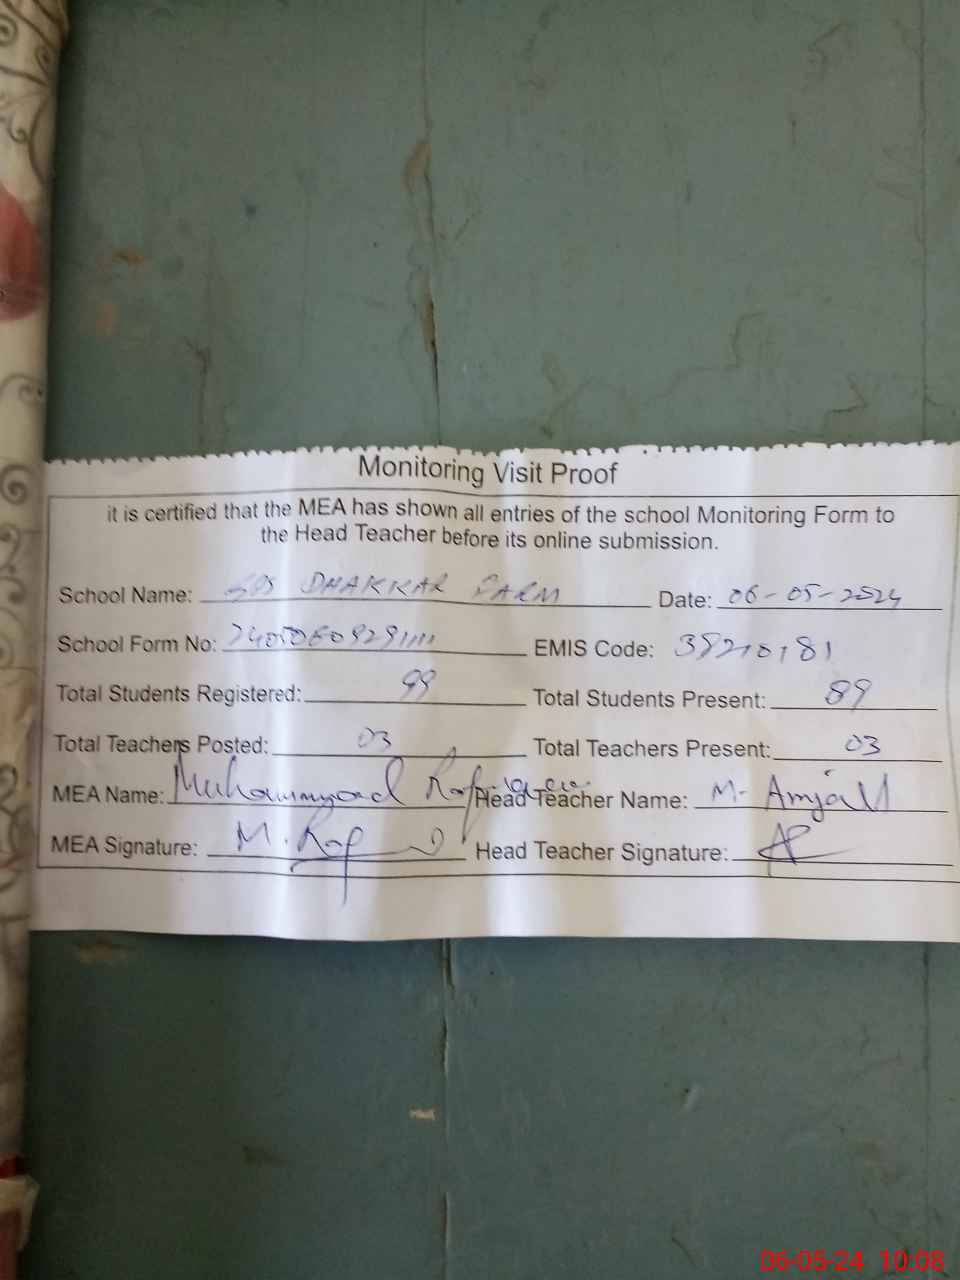 Monitoring Visit Proof
it is certified that the MEA has shown all entries of the school Monitoring Form to
the Head Teacher before its online submission.
School Name: GPS DHAKKAR FARM Date: 06-05-2024
School Form No: EMIS Code: 38210181
Total Students Registered: 99 Total Students Present: 89
Total Teachers Posted: 03 Total Teachers Present: 03
MEA Name: Muhammad Head Teacher Name: M. Amjad
MEA Signature: Head Teacher Signature:
06-05-24 10:08